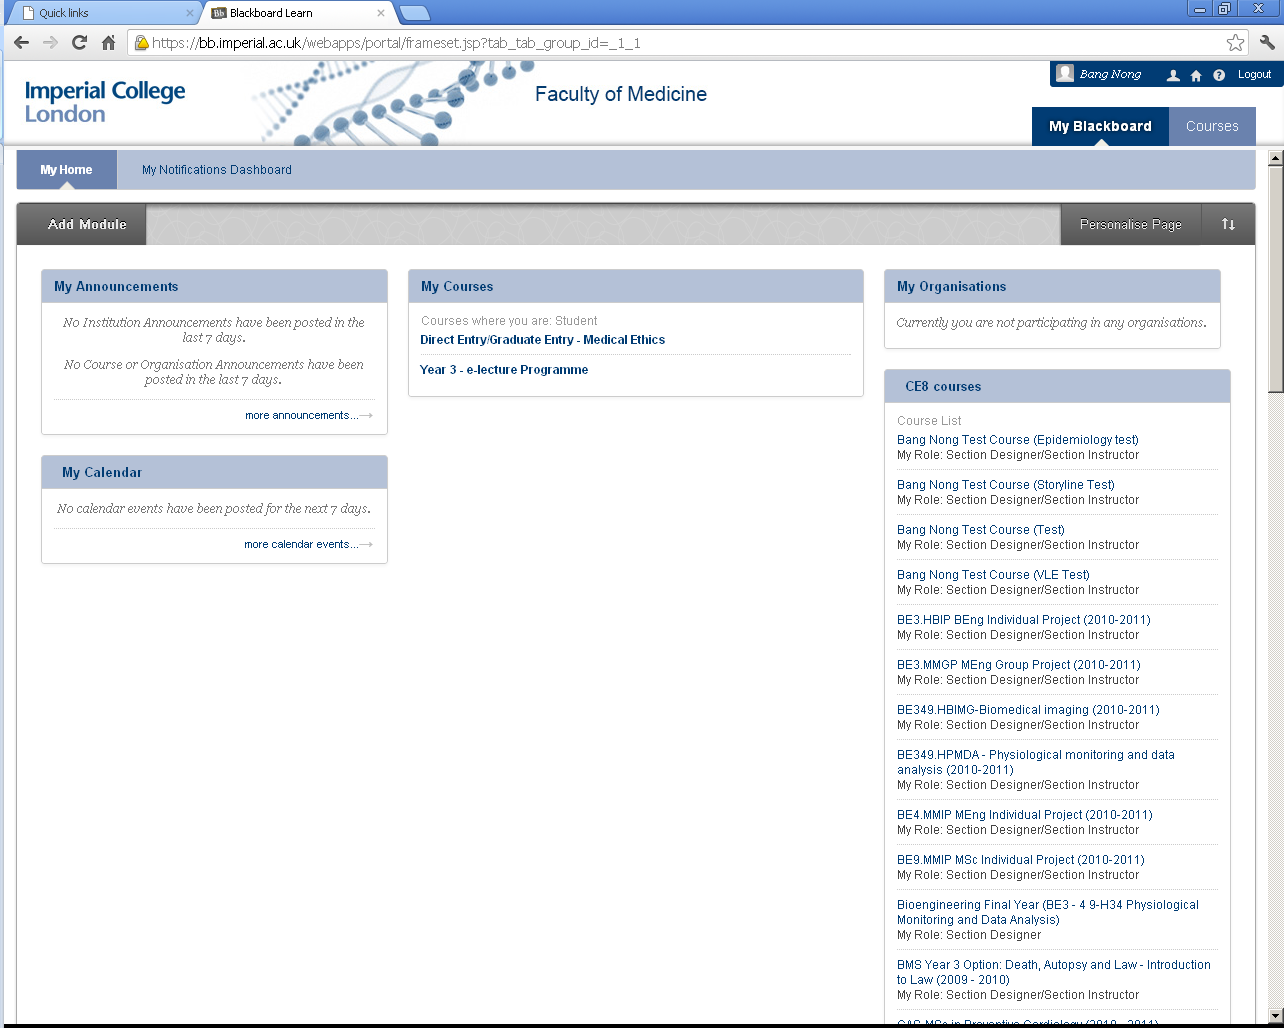 Quick links
Blackboard Learn
https://bb.imperial.ac.uk/webapps/portal/frameset.jsp?tab_tab_group_id=_1_1
Imperial College
London
Faculty of Medicine
Bang Nong
Logout
My Blackboard
Courses
My Home
My Notifications Dashboard
Add Module
Personalise Page
My Announcements
No Institution Announcements have been posted in the
last 7 days.
No Course or Organisation Announcements have been
posted in the last 7 days.
more announcements...
My Calendar
No calendar events have been posted for the next 7 days.
more calendar events...
My Courses
Courses where you are: Student
Direct Entry/Graduate Entry - Medical Ethics
Year 3 - e-lecture Programme
My Organisations
Currently you are not participating in any organisations.
CE8 courses
Course List
Bang Nong Test Course (Epidemiology test)
My Role: Section Designer/Section Instructor
Bang Nong Test Course (Storyline Test)
My Role: Section Designer/Section Instructor
Bang Nong Test Course (Test)
My Role: Section Designer/Section Instructor
Bang Nong Test Course (VLE Test)
My Role: Section Designer/Section Instructor
BE3.HBIP BEng Individual Project (2010-2011)
My Role: Section Designer/Section Instructor
BE3.MMGP MEng Group Project (2010-2011)
My Role: Section Designer/Section Instructor
BE349.HBIMG-Biomedical imaging (2010-2011)
My Role: Section Designer/Section Instructor
BE349.HPMDA - Physiological monitoring and data
analysis (2010-2011)
My Role: Section Designer/Section Instructor
BE4.MMIP MEng Individual Project (2010-2011)
My Role: Section Designer/Section Instructor
BE9.MMIP MSc Individual Project (2010-2011)
My Role: Section Designer/Section Instructor
Bioengineering Final Year (BE3 - 4 9-H34 Physiological
Monitoring and Data Analysis)
My Role: Section Designer
BMS Year 3 Option: Death, Autopsy and Law - Introduction
to Law (2009 - 2010)
My Role: Section Designer/Section Instructor
MSc in Preventive Cardiology (2010 - 2011)